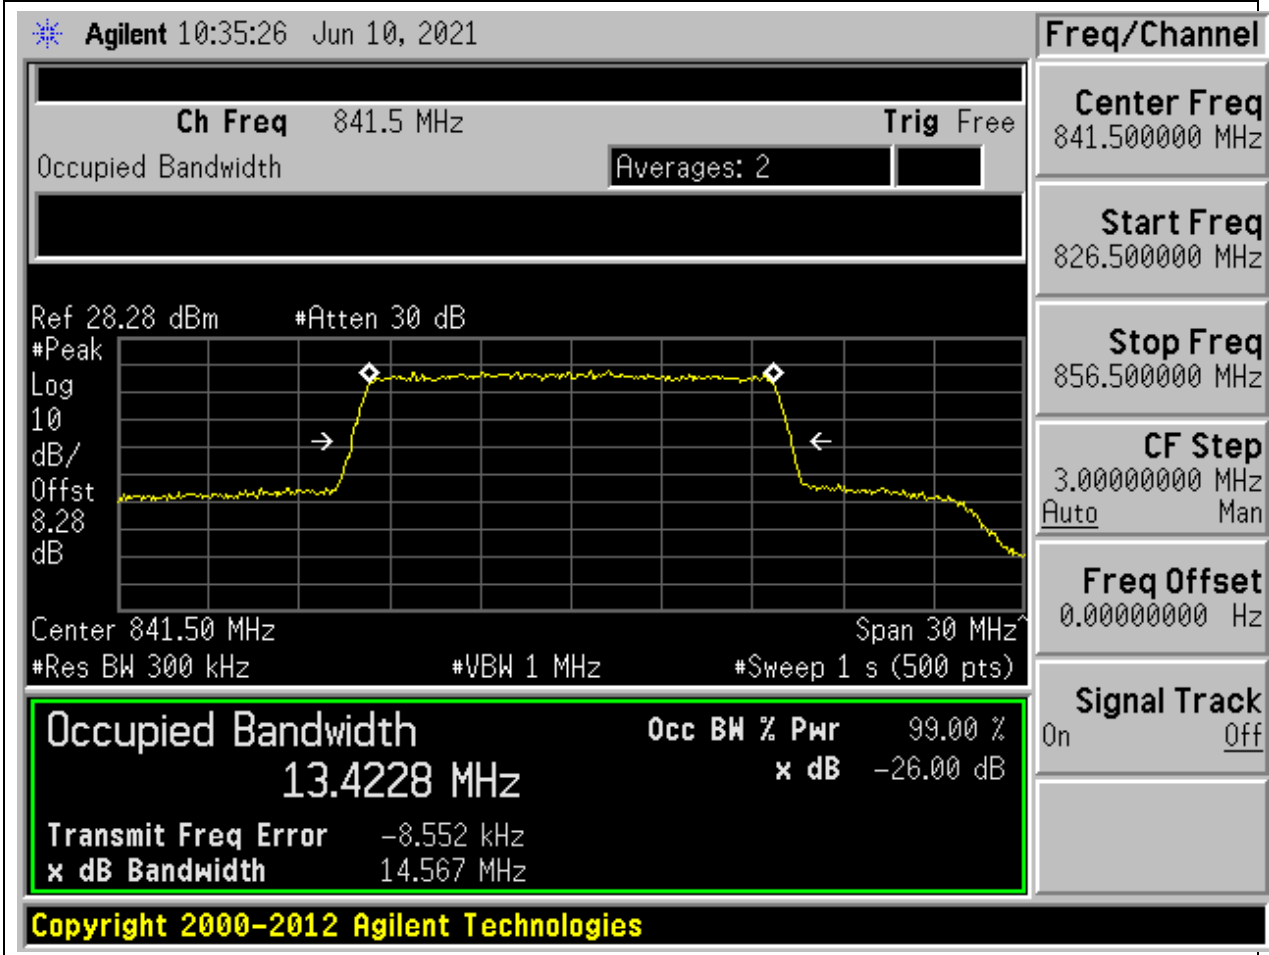 Agilent 10:35:26 Jun 10, 2021
Freq/Channel
Ch Freq 841.5 MHz Trig Free
Occupied Bandwidth Averages: 2
Center Freq
841.500000 MHz
Start Freq
826.500000 MHz
Stop Freq
856.500000 MHz
CF Step
3.00000000 MHz
Auto Man
Freq Offset
0.00000000 Hz
Signal Track
On Off
Ref 28.28 dBm #Atten 30 dB
#Peak
Log
10
dB/
Offst
8.28
dB
Center 841.50 MHz Span 30 MHz^
#Res BW 300 kHz #VBW 1 MHz #Sweep 1 s (500 pts)
Occupied Bandwidth Occ BW % Pwr 99.00 %
13.4228 MHz x dB -26.00 dB
Transmit Freq Error -8.552 kHz
x dB Bandwidth 14.567 MHz
Copyright 2000-2012 Agilent Technologies